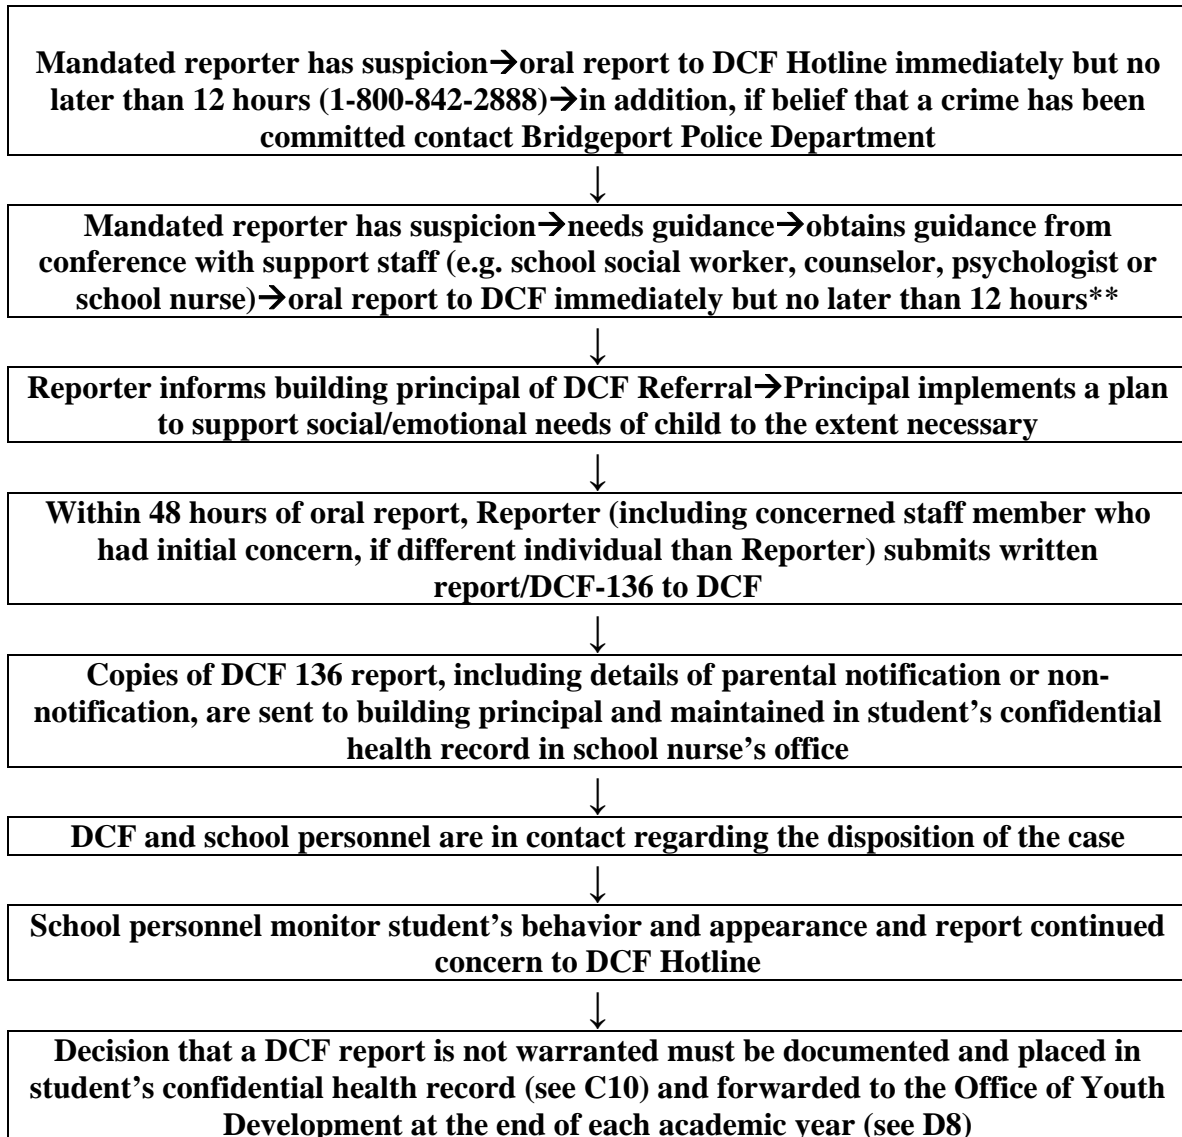 Mandated reporter has suspicion→oral report to DCF Hotline immediately but no
later than 12 hours (1-800-842-2888)→in addition, if belief that a crime has been
committed contact Bridgeport Police Department
↓
Mandated reporter has suspicion→needs guidance→obtains guidance from
conference with support staff (e.g. school social worker, counselor, psychologist or
school nurse)→oral report to DCF immediately but no later than 12 hours**
↓
Reporter informs building principal of DCF Referral→Principal implements a plan
to support social/emotional needs of child to the extent necessary
↓
Within 48 hours of oral report, Reporter (including concerned staff member who
had initial concern, if different individual than Reporter) submits written
report/DCF-136 to DCF
↓
Copies of DCF 136 report, including details of parental notification or non-
notification, are sent to building principal and maintained in student’s confidential
health record in school nurse’s office
↓
DCF and school personnel are in contact regarding the disposition of the case
↓
School personnel monitor student’s behavior and appearance and report continued
concern to DCF Hotline
↓
Decision that a DCF report is not warranted must be documented and placed in
student’s confidential health record (see C10) and forwarded to the Office of Youth
Development at the end of each academic year (see D8)